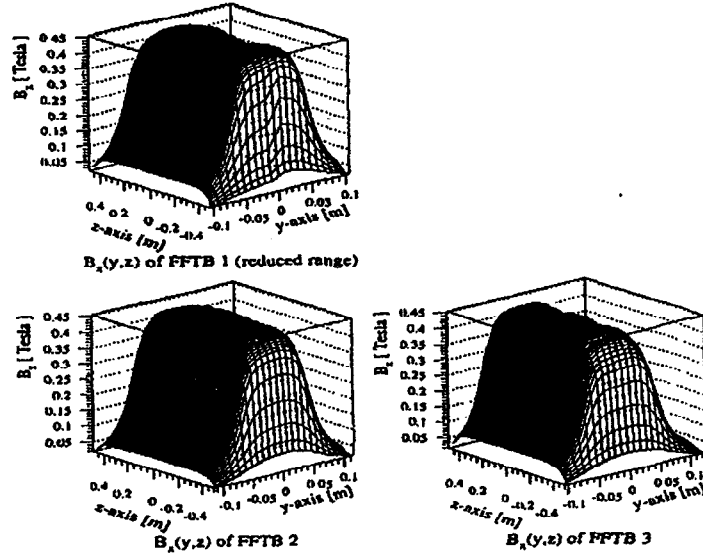 B_x [Tesla]
0.45
0.4
0.35
0.3
0.25
0.2
0.15
0.1
0.05
0.4 0.2 0 -0.2 -0.4
z-axis [m]
-0.1 -0.05 0 0.05 0.1
y-axis [m]
B_x(y,z) of FFTB 1 (reduced range)
B_x [Tesla]
0.45
0.4
0.35
0.3
0.25
0.2
0.15
0.1
0.05
0.4 0.2 0 -0.2 -0.4
z-axis [m]
-0.1 -0.05 0 0.05 0.1
y-axis [m]
B_x(y,z) of FFTB 2
B_x [Tesla]
0.45
0.4
0.35
0.3
0.25
0.2
0.15
0.1
0.05
0.4 0.2 0 -0.2 -0.4
z-axis [m]
-0.1 -0.05 0 0.05 0.1
y-axis [m]
B_x(y,z) of FFTB 3